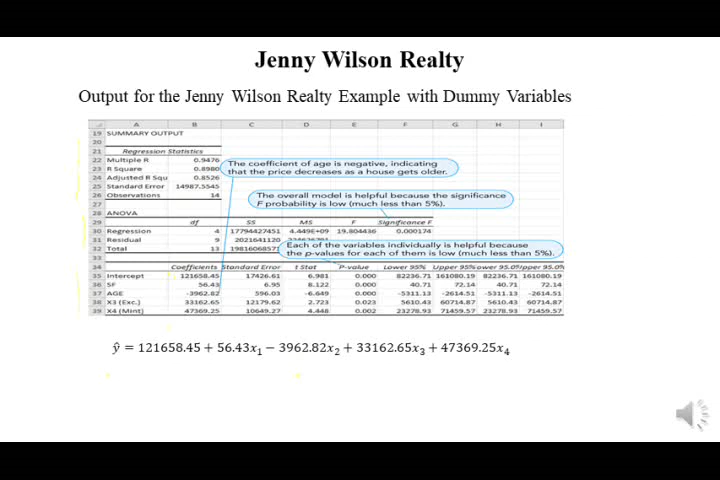 Jenny Wilson Realty
Output for the Jenny Wilson Realty Example with Dummy Variables
A B C D E F G H I
19 SUMMARY OUTPUT
20
21 Regression Statistics
22 Multiple R 0.9476
23 R Square 0.8980
24 Adjusted R Squ 0.8526
25 Standard Error 14987.5545
26 Observations 14
The coefficient of age is negative, indicating
that the price decreases as a house gets older.
The overall model is helpful because the significance
F probability is low (much less than 5%).
27
28 ANOVA
29 df SS MS F Significance F
30 Regression 4 17794427451 4.449E+09 19.804436 0.000174
31 Residual 9 2021641120
32 Total 13 1981606857
Each of the variables individually is helpful because
the p-values for each of them is low (much less than 5%).
33
34 Coefficients Standard Error t Stat P-value Lower 95% Upper 95% ower 95.0% Upper 95.0%
35 Intercept 121658.45 17426.61 6.981 0.000 82236.71 161080.19 82236.71 161080.19
36 SF 56.43 6.95 8.122 0.000 40.71 72.14 40.71 72.14
37 AGE -3962.82 596.03 -6.649 0.000 -5311.13 -2614.51 -5311.13 -2614.51
38 X3 (Exc.) 33162.65 12179.62 2.723 0.023 5610.43 60714.87 5610.43 60714.87
39 X4 (Mint) 47369.25 10649.27 4.448 0.002 23278.93 71459.57 23278.93 71459.57
ŷ = 121658.45 + 56.43x₁ − 3962.82x₂ + 33162.65x₃ + 47369.25x₄